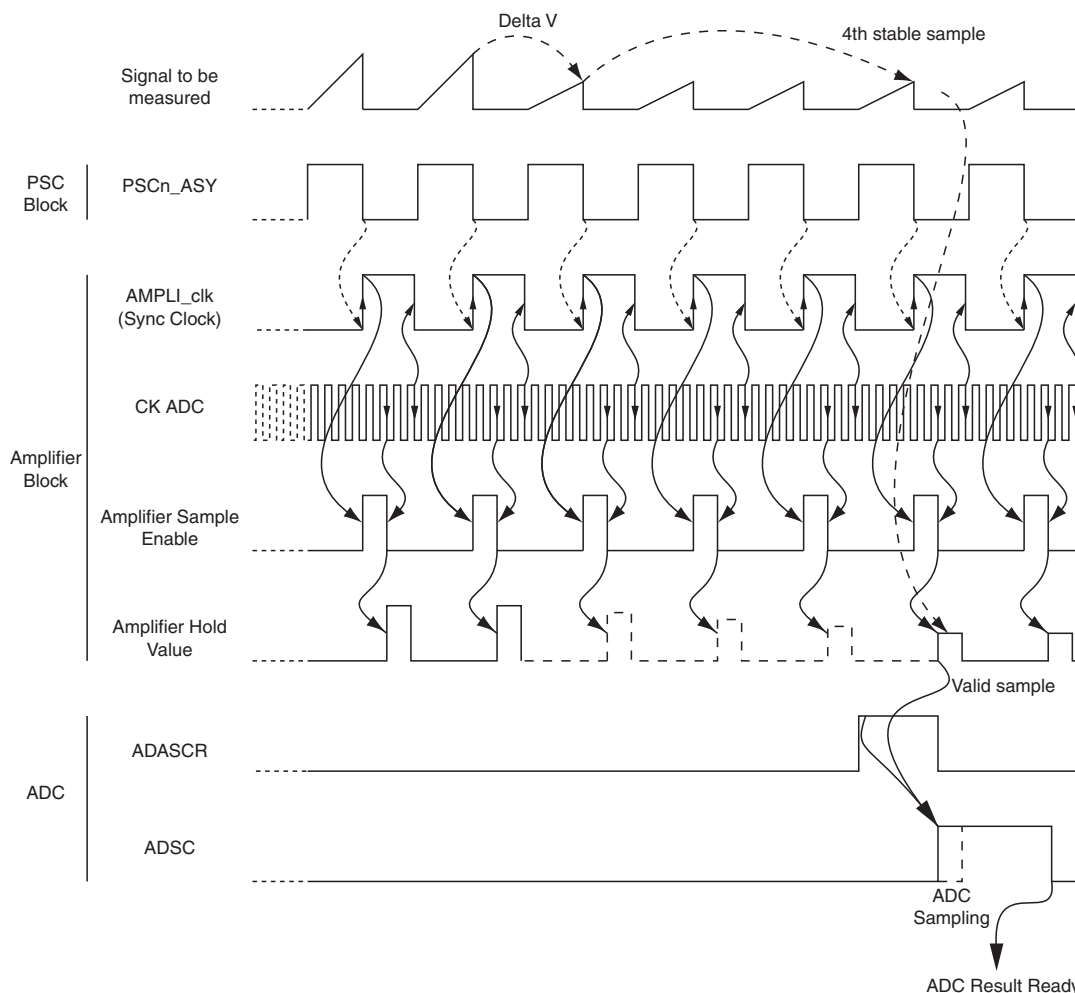 Delta V
4th stable sample
Signal to be
measured
PSC
Block
PSCn_ASY
AMPLI_clk
(Sync Clock)
CK ADC
Amplifier
Block
Amplifier Sample
Enable
Amplifier Hold
Value
Valid sample
ADASCR
ADC
ADSC
ADC
Sampling
ADC Result Ready